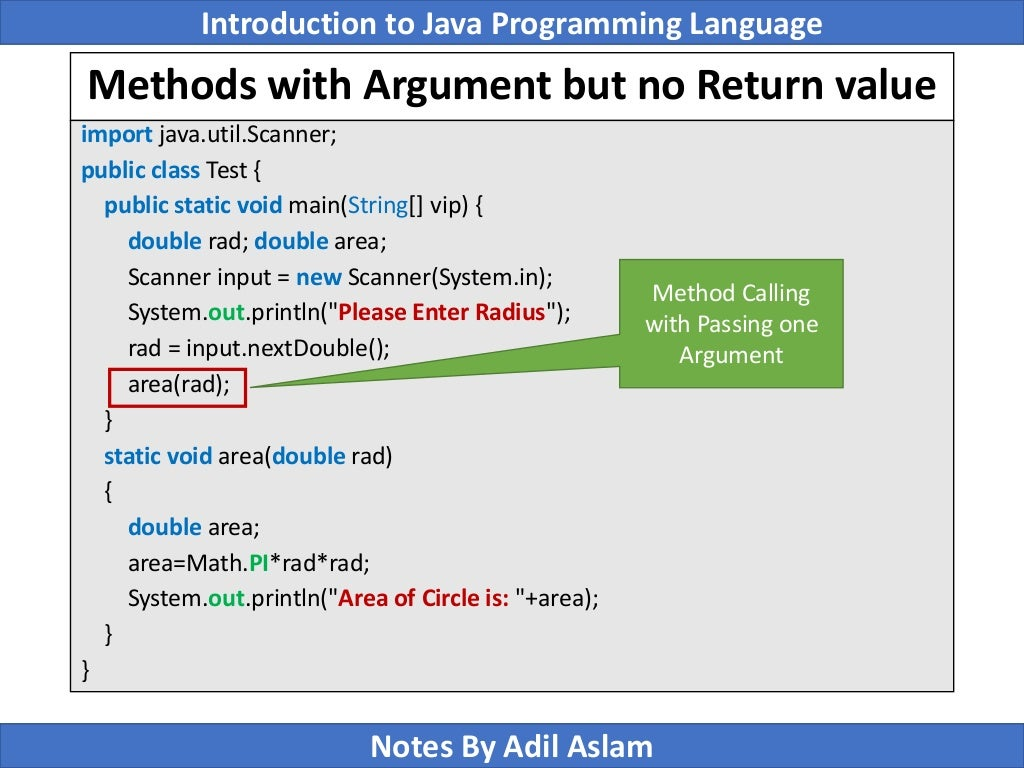 Introduction to Java Programming Language
Methods with Argument but no Return value
import java.util.Scanner;
public class Test {
public static void main(String[] vip) {
double rad; double area;
Scanner input = new Scanner(System.in);
System.out.println("Please Enter Radius");
rad = input.nextDouble();
area(rad);
}
static void area(double rad)
{
double area;
area=Math.PI*rad*rad;
System.out.println("Area of Circle is: "+area);
}
}
Method Calling
with Passing one
Argument
Notes By Adil Aslam